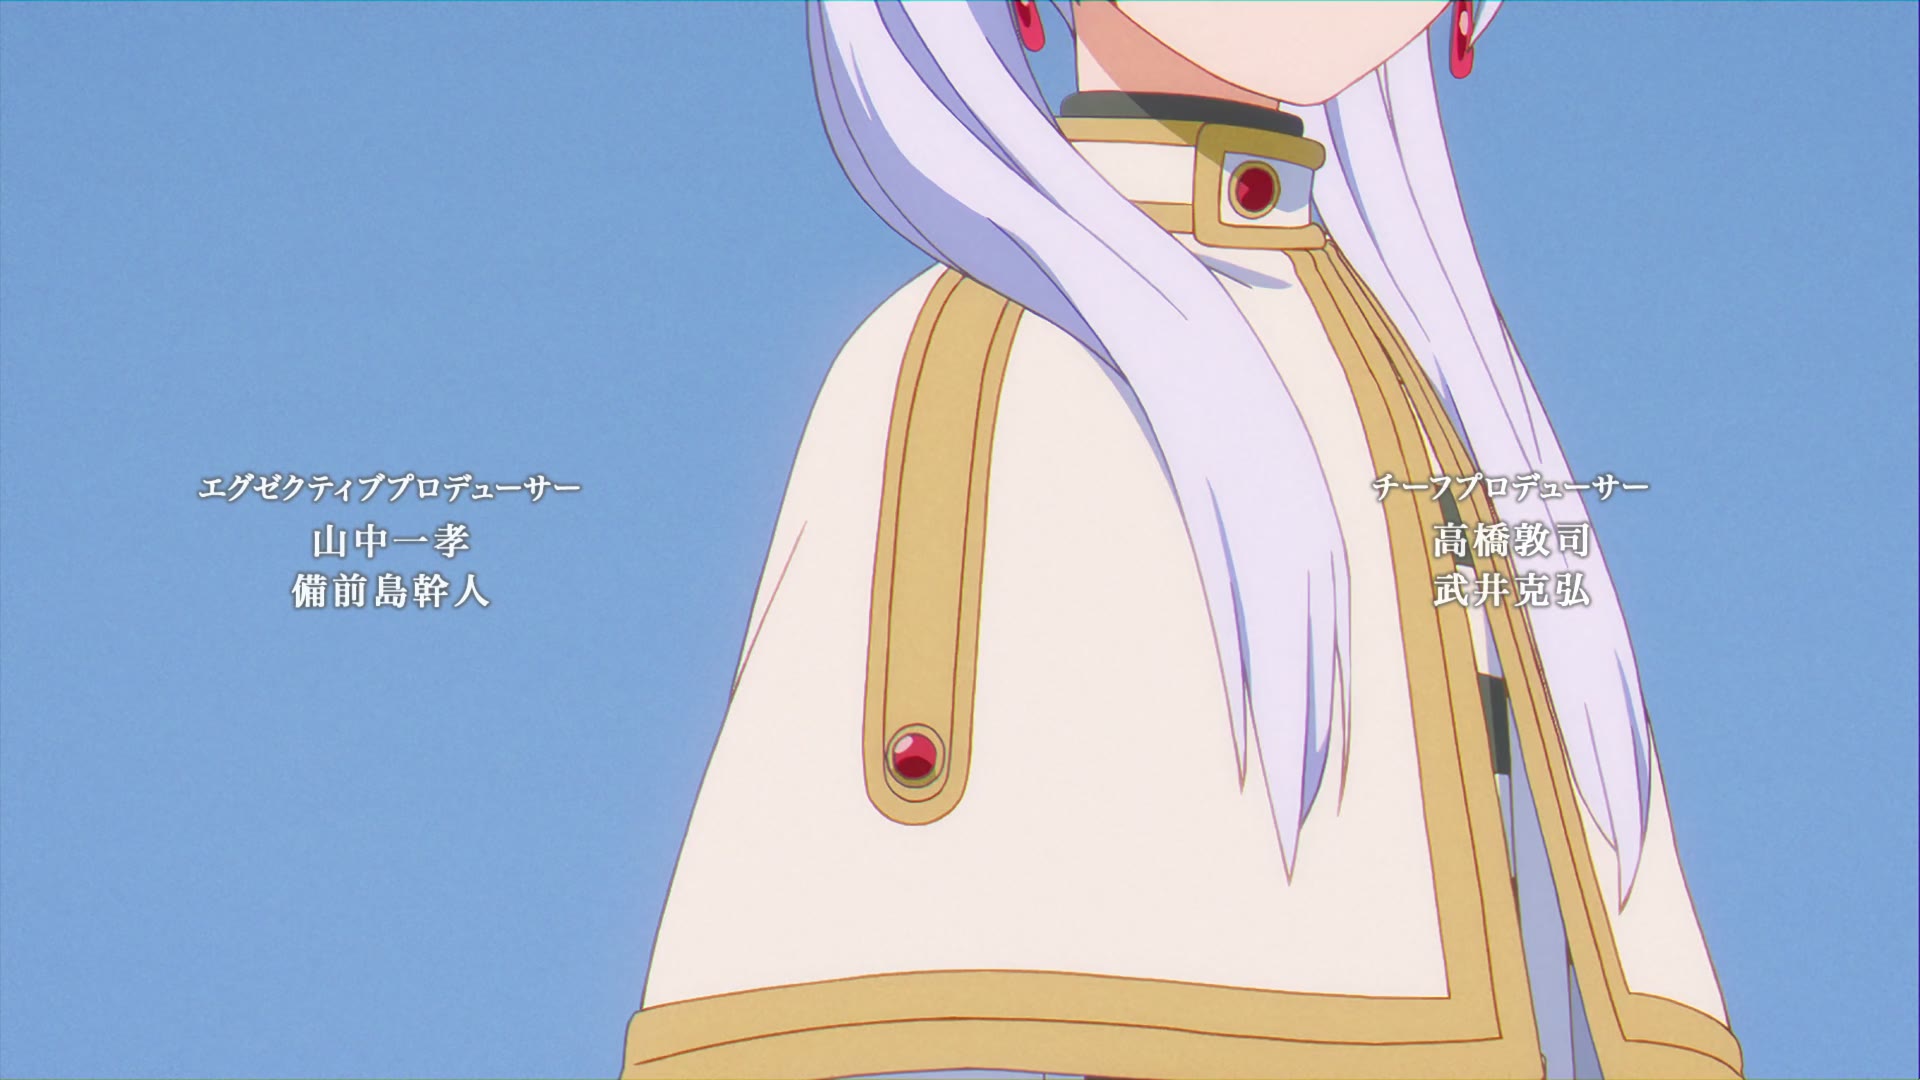 エグゼクティブプロデューサー
山中一孝
備前島幹人
チーフプロデューサー
高橋敦司
武井克弘